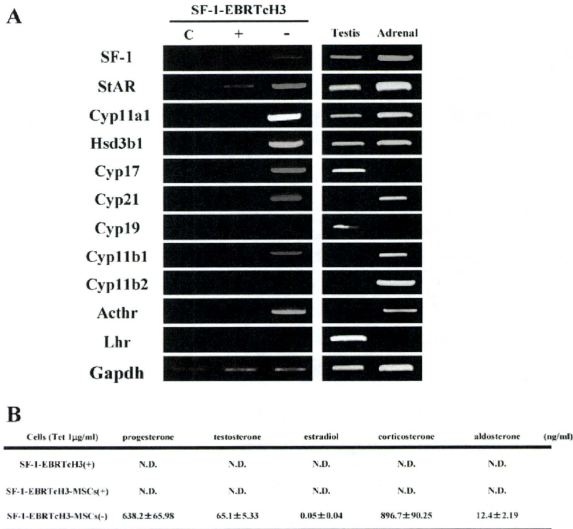 A
SF-1-EBRTcH3
C + - Testis Adrenal
SF-1
StAR
Cyp11a1
Hsd3b1
Cyp17
Cyp21
Cyp19
Cyp11b1
Cyp11b2
Acthr
Lhr
Gapdh
B
Cells (Tet 1μg/ml) progesterone testosterone estradiol corticosterone aldosterone (ng/ml)
SF-1-EBRTcH3(+) N.D. N.D. N.D. N.D. N.D.
SF-1-EBRTcH3-MSCs(+) N.D. N.D. N.D. N.D. N.D.
SF-1-EBRTcH3-MSCs(-) 638.2±65.98 65.1±5.33 0.05±0.04 896.7±90.25 12.4±2.19